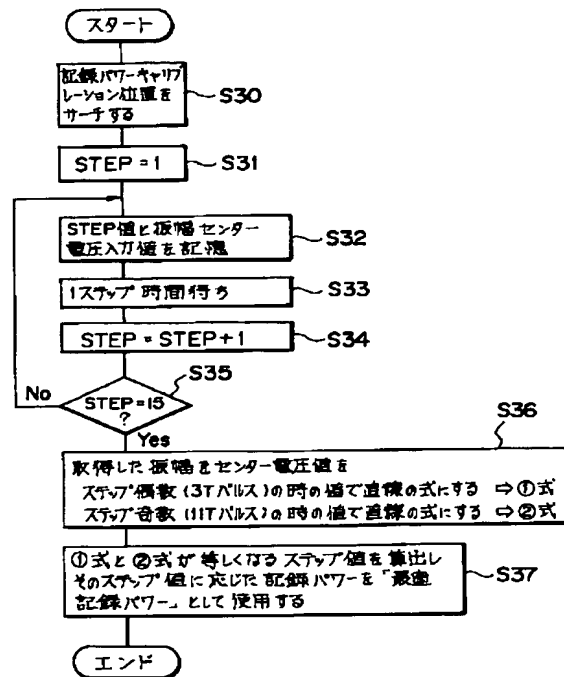 スタート
記録パワーキャリブ
レーション位置を
サーチする
S30
STEP=1
S31
STEP値と振幅センター
電圧入力値を記憶
S32
1ステップ時間待ち
S33
STEP=STEP+1
S34
S35
No
STEP=15
?
Yes
S36
取得した振幅をセンター電圧値を
ステップ偶数(3Tパルス)の時の値で直線の式にする ⇒①式
ステップ奇数(11Tパルス)の時の値で直線の式にする ⇒②式
①式と②式が等しくなるステップ値を算出し
そのステップ値に応じた記録パワーを「最適
記録パワー」として使用する
S37
エンド